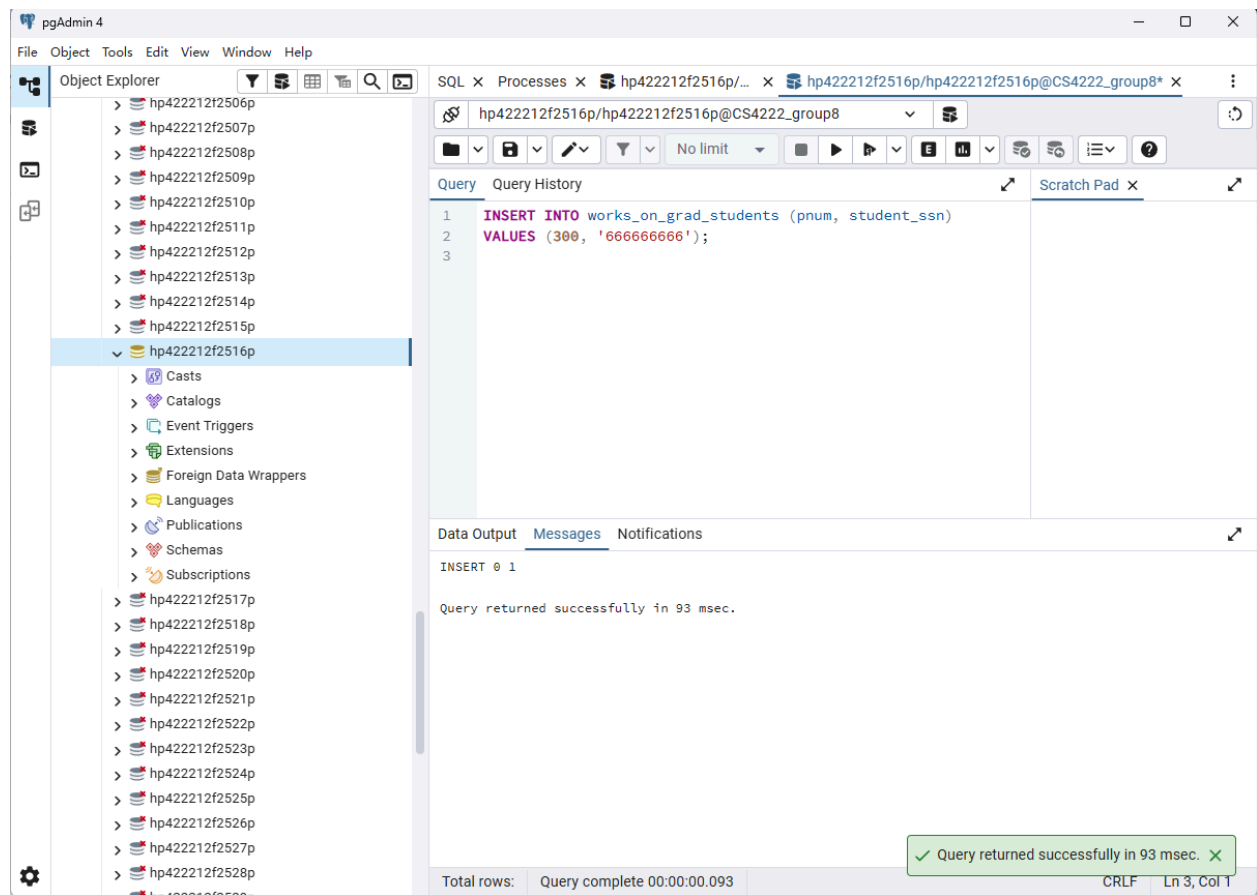 pgAdmin 4
File Object Tools Edit View Window Help
Object Explorer
hp422212f2506p
hp422212f2507p
hp422212f2508p
hp422212f2509p
hp422212f2510p
hp422212f2511p
hp422212f2512p
hp422212f2513p
hp422212f2514p
hp422212f2515p
hp422212f2516p
Casts
Catalogs
Event Triggers
Extensions
Foreign Data Wrappers
Languages
Publications
Schemas
Subscriptions
hp422212f2517p
hp422212f2518p
hp422212f2519p
hp422212f2520p
hp422212f2521p
hp422212f2522p
hp422212f2523p
hp422212f2524p
hp422212f2525p
hp422212f2526p
hp422212f2527p
hp422212f2528p
SQL Processes hp422212f2516p/... hp422212f2516p/hp422212f2516p@CS4222_group8*
hp422212f2516p/hp422212f2516p@CS4222_group8
No limit
Query Query History
Scratch Pad
1 INSERT INTO works_on_grad_students (pnum, student_ssn)
2 VALUES (300, '666666666');
3
Data Output Messages Notifications
INSERT 0 1
Query returned successfully in 93 msec.
Query returned successfully in 93 msec.
Total rows: Query complete 00:00:00.093 CRLF Ln 3, Col 1